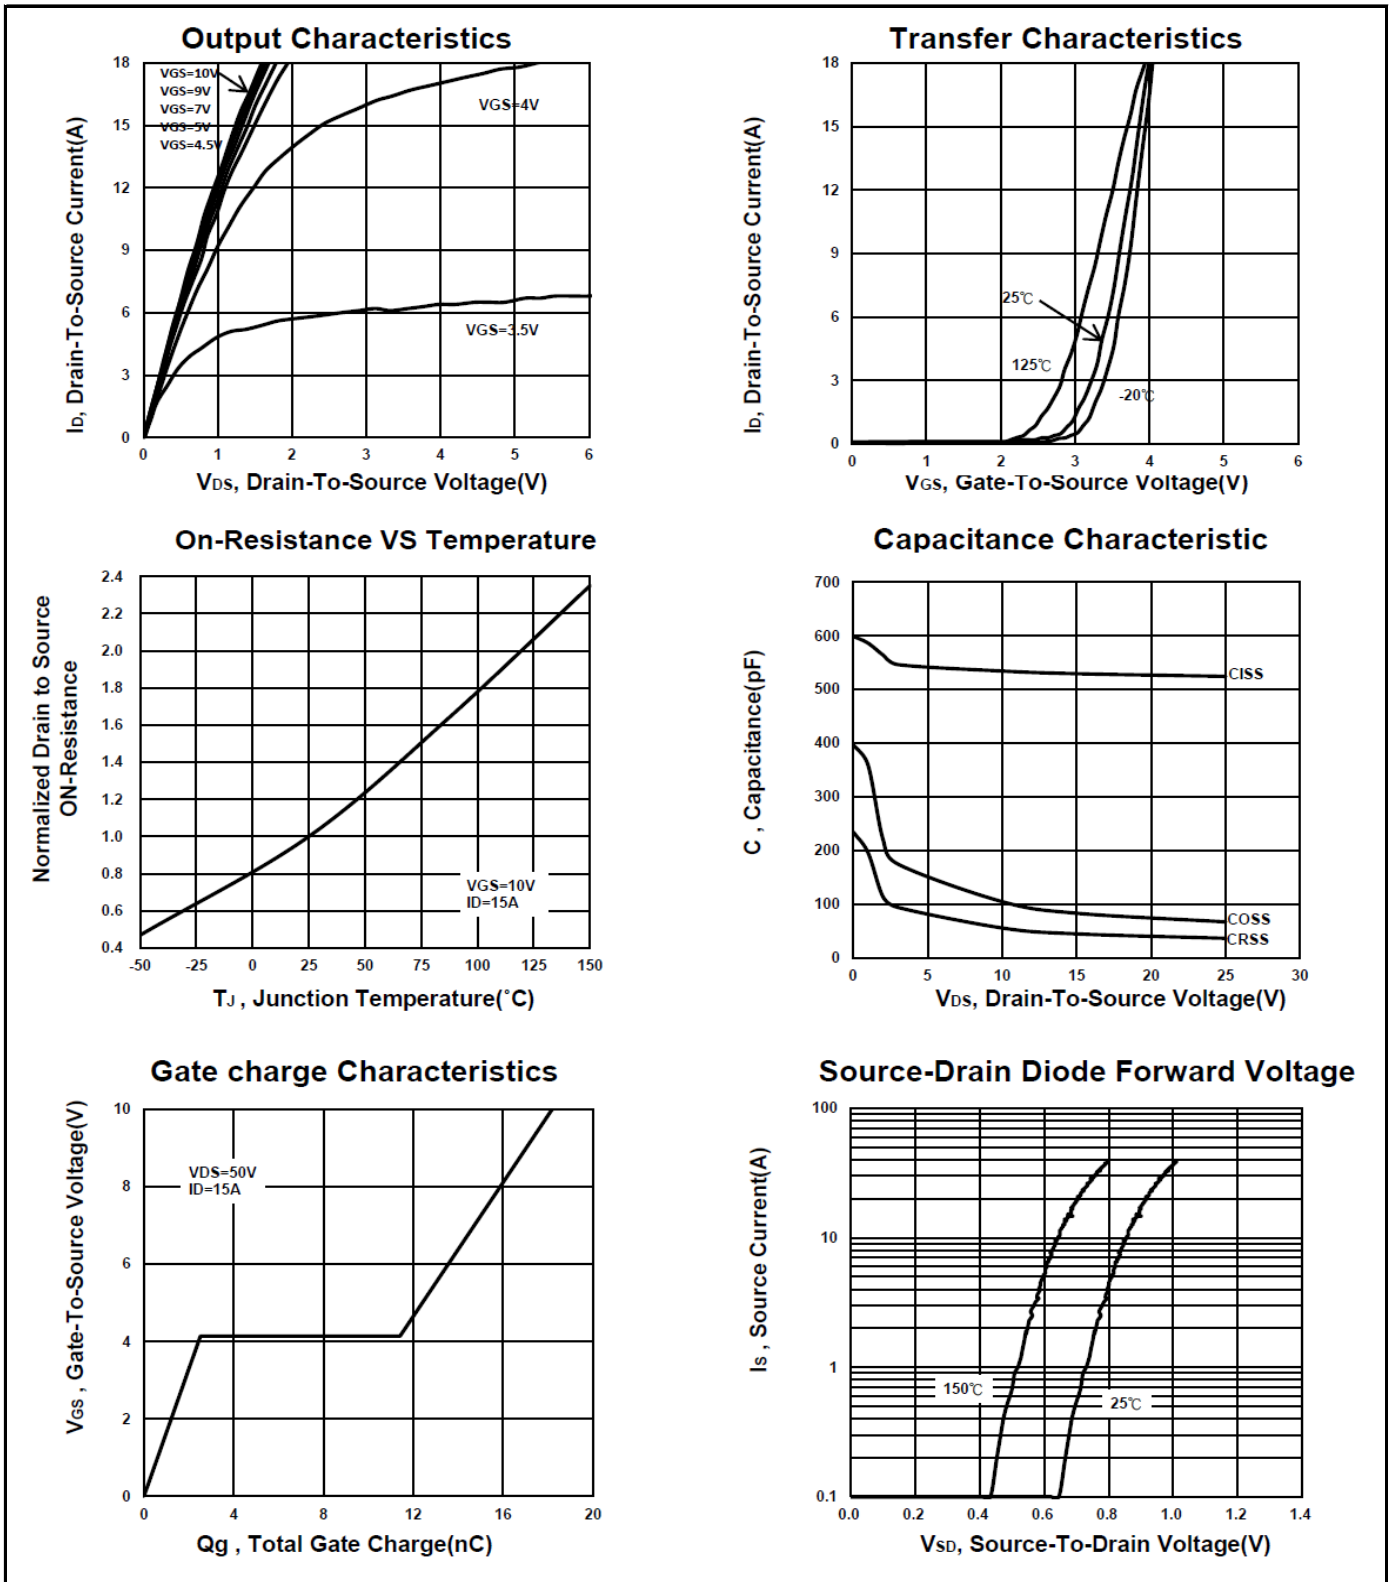 Output Characteristics
ID, Drain-To-Source Current(A)
18
15
12
9
6
3
0
VGS=10V
VGS=9V
VGS=7V
VGS=5V
VGS=4.5V
VGS=4V
VGS=3.5V
0 1 2 3 4 5 6
VDS, Drain-To-Source Voltage(V)
Transfer Characteristics
ID, Drain-To-Source Current(A)
18
15
12
9
6
3
0
25℃
125℃
-20℃
0 1 2 3 4 5 6
VGS, Gate-To-Source Voltage(V)
On-Resistance VS Temperature
Normalized Drain to Source
ON-Resistance
2.4
2.2
2.0
1.8
1.6
1.4
1.2
1.0
0.8
0.6
0.4
VGS=10V
ID=15A
-50 -25 0 25 50 75 100 125 150
TJ , Junction Temperature(˚C)
Capacitance Characteristic
C , Capacitance(pF)
700
600
500
400
300
200
100
0
CISS
COSS
CRSS
0 5 10 15 20 25 30
VDS, Drain-To-Source Voltage(V)
Gate charge Characteristics
VGS , Gate-To-Source Voltage(V)
10
8
6
4
2
0
VDS=50V
ID=15A
0 4 8 12 16 20
Qg , Total Gate Charge(nC)
Source-Drain Diode Forward Voltage
IS , Source Current(A)
100
10
1
0.1
150℃
25℃
0.0 0.2 0.4 0.6 0.8 1.0 1.2 1.4
VSD, Source-To-Drain Voltage(V)